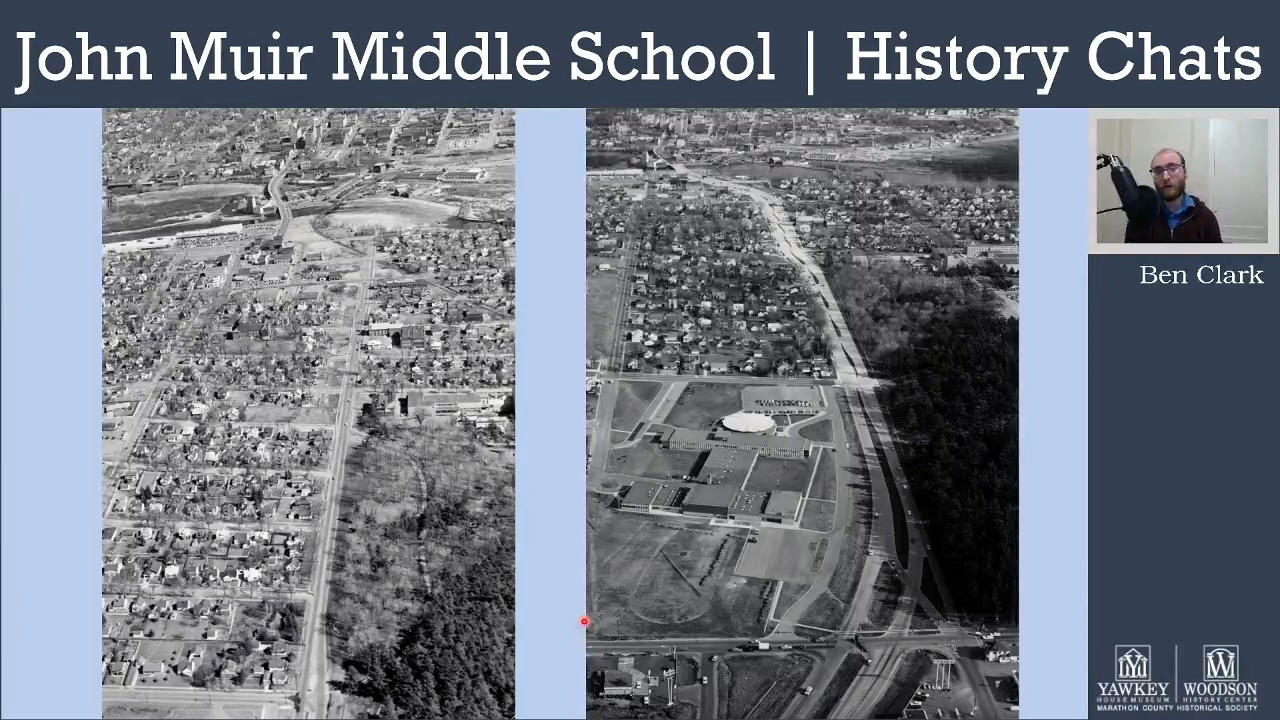 John Muir Middle School | History Chats
Ben Clark
YAWKEY
HOUSE MUSEUM
WOODSON
HISTORY CENTER
MARATHON COUNTY HISTORICAL SOCIETY